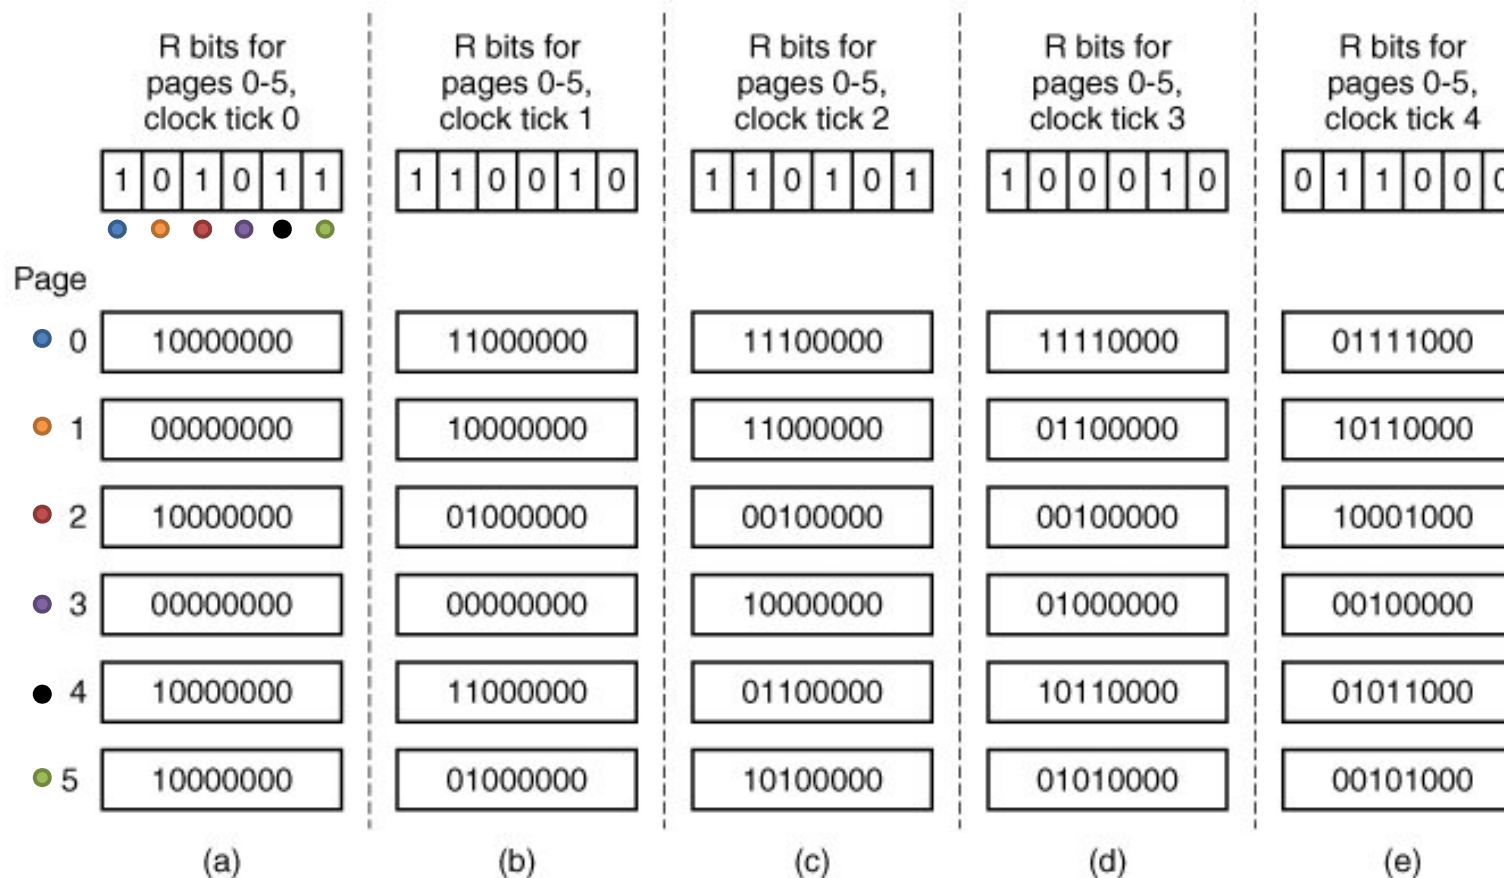 R bits for
pages 0-5,
clock tick 0
R bits for
pages 0-5,
clock tick 1
R bits for
pages 0-5,
clock tick 2
R bits for
pages 0-5,
clock tick 3
R bits for
pages 0-5,
clock tick 4
1 0 1 0 1 1
1 1 0 0 1 0
1 1 0 1 0 1
1 0 0 0 1 0
0 1 1 0 0 0
Page
0 10000000 11000000 11100000 11110000 01111000
1 00000000 10000000 11000000 01100000 10110000
2 10000000 01000000 00100000 00100000 10001000
3 00000000 00000000 10000000 01000000 00100000
4 10000000 11000000 01100000 10110000 01011000
5 10000000 01000000 10100000 01010000 00101000
(a) (b) (c) (d) (e)